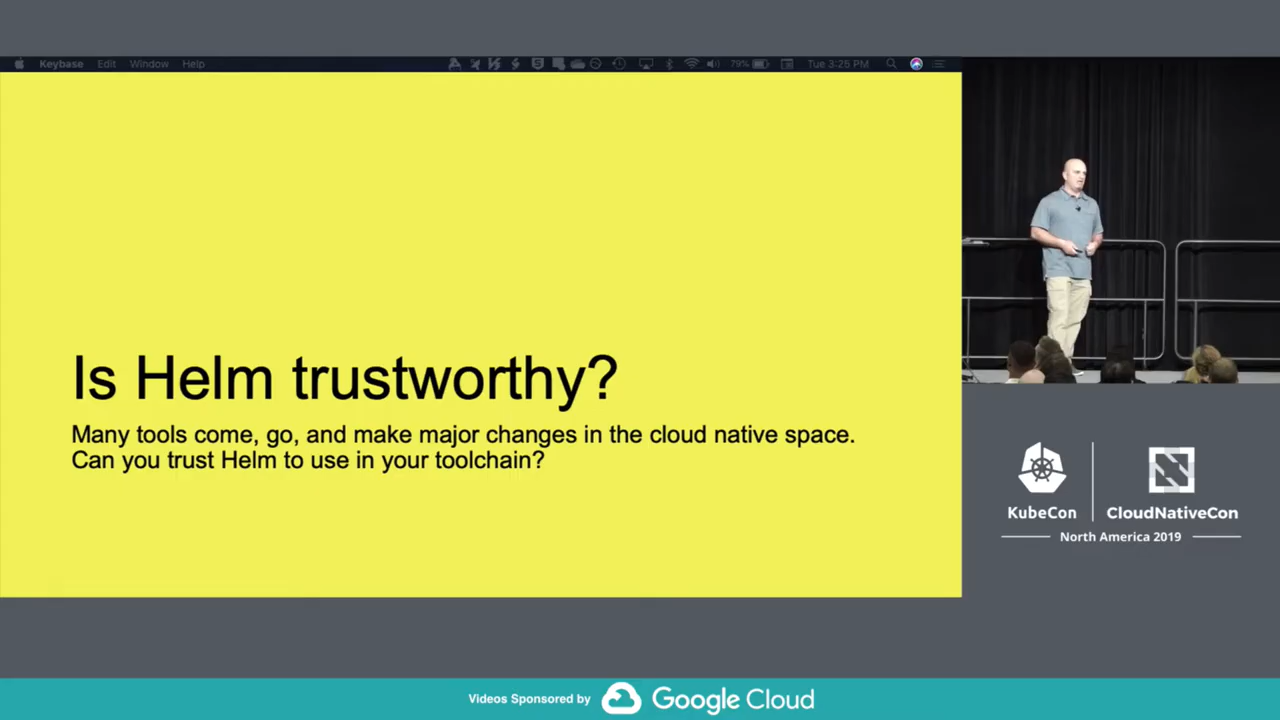 Keybase Edit Window Help 79% Tue 3:25 PM
Is Helm trustworthy?
Many tools come, go, and make major changes in the cloud native space.
Can you trust Helm to use in your toolchain?
KubeCon CloudNativeCon
North America 2019
Videos Sponsored by Google Cloud